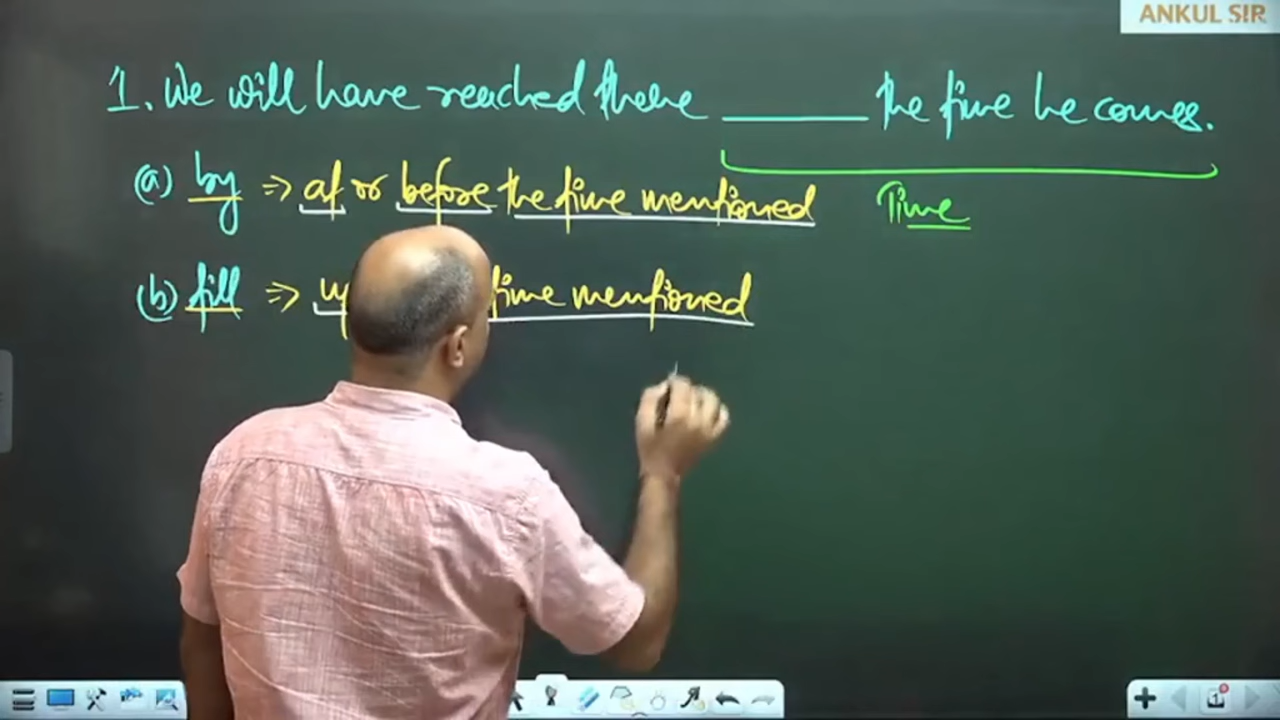 ANKUL SIR
1. We will have reached there ______ the time he comes.
(a) by => at or before the time mentioned
Time
(b) till => time mentioned